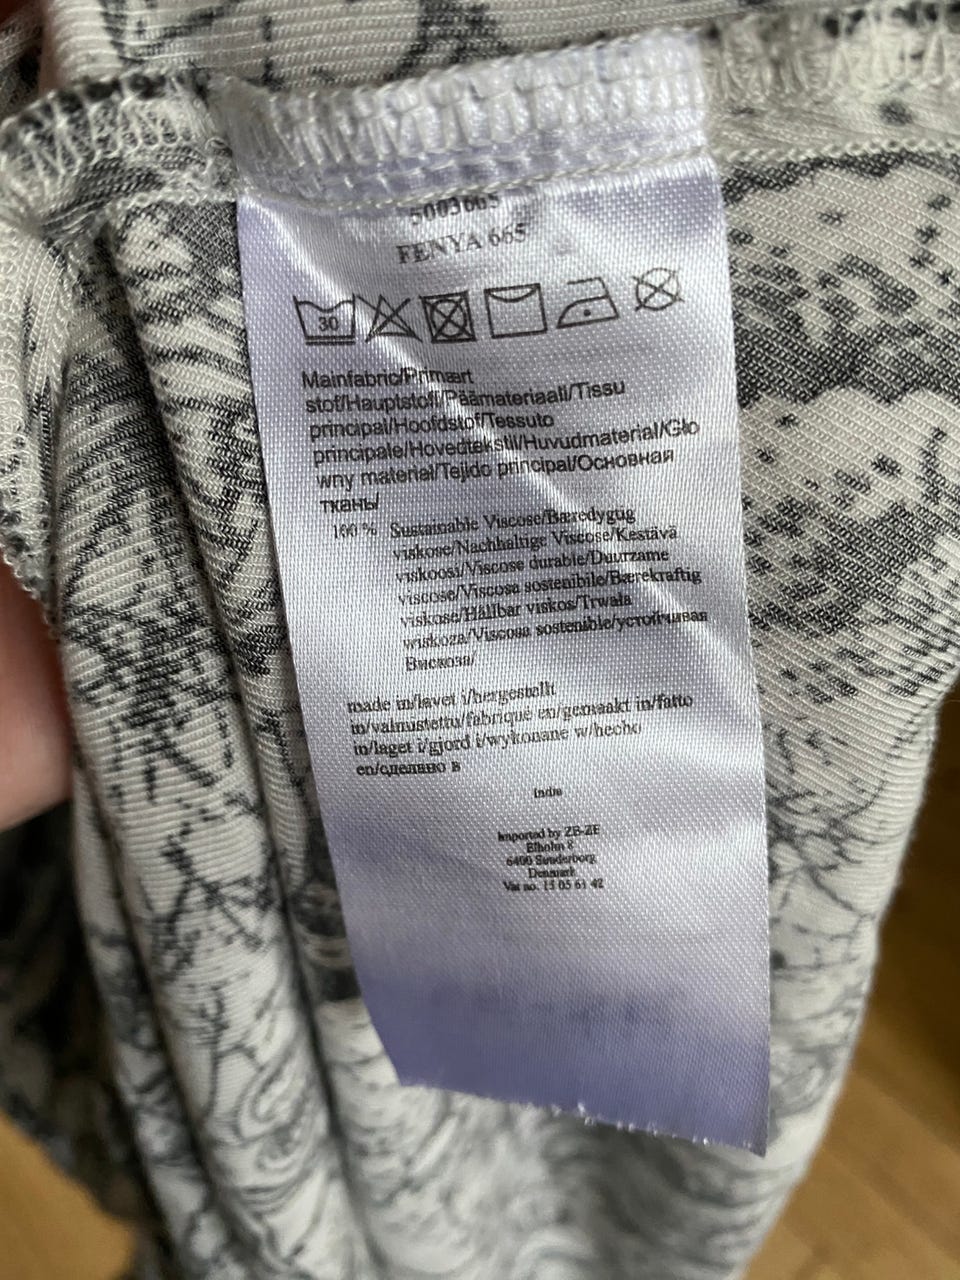 5003665
FENYA 665
30
Mainfabric/Primært
stof/Hauptstoff/Päämateriaali/Tissu
principal/Hoofdstof/Tessuto
principale/Hovedtekstil/Huvudmaterial/Glo
wny material/Tejido principal/Основная
ткань/
100 % Sustainable Viscose/Bæredygug
viskose/Nachhaltige Viscose/Kestävä
viskoosi/Viscose durable/Duurzame
viscose/Viscosa sostenibile/Bærekraftig
viskose/Hållbar viskos/Trwała
wiskoza/Viscosa sostenible/устойчивая
Вискоза/
made in/lavet i/hergestellt
in/valmistettu/fabriqué en/gemaakt in/fatto
in/laget i/gjord i/wykonane w/hecho
en/сделано в
India
Imported by ZB-ZE
Elholm 8
6400 Sønderborg
Denmark
Vat no. 15 05 61 42